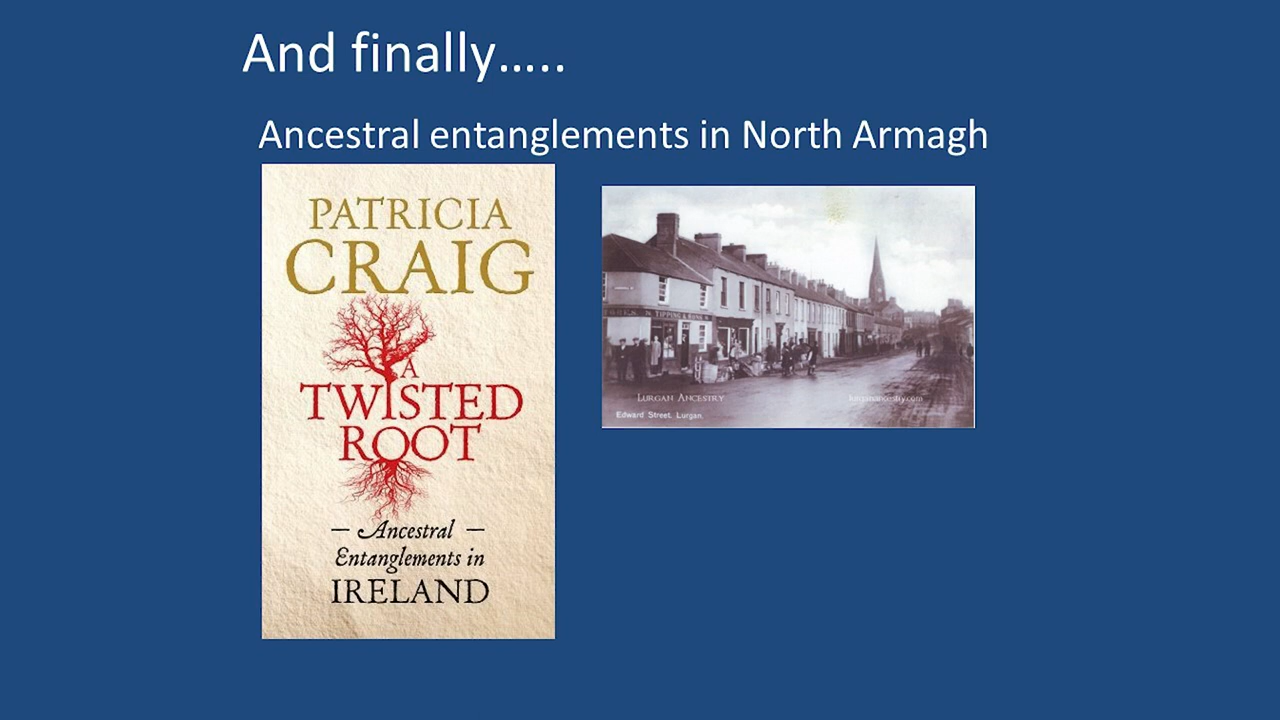 And finally…..
Ancestral entanglements in North Armagh
PATRICIA
CRAIG
A
TWISTED
ROOT
— Ancestral —
Entanglements in
IRELAND
TIPPING &
LURGAN ANCESTRY
lurganancestry.com
Edward Street, Lurgan.